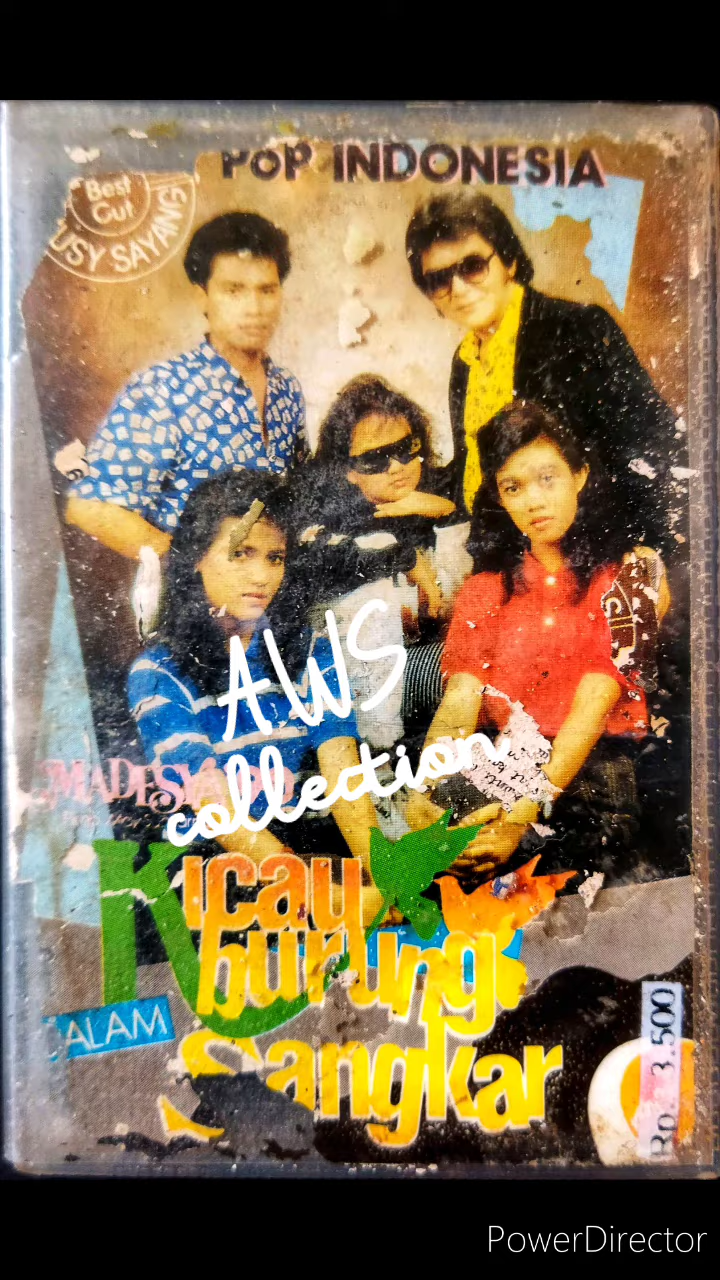 POP INDONESIA
Best
Cut
USY SAYANG
AWS
collection
Kicau
burung
DALAM
Sangkar
Rp. 3.500
PowerDirector